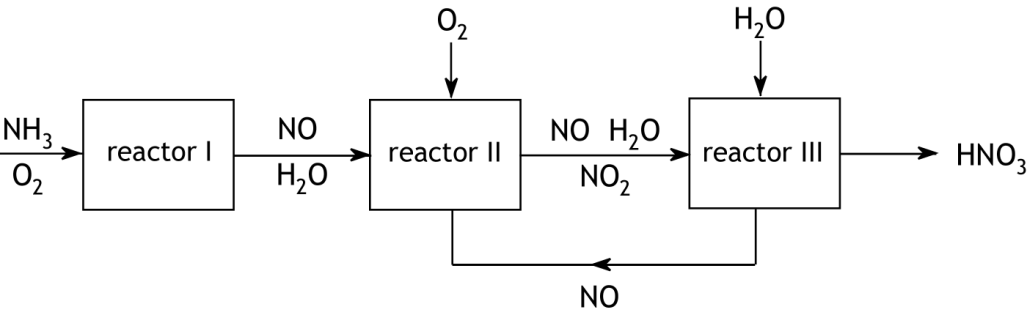 O₂
H₂O
NH₃
O₂
reactor I
NO
H₂O
reactor II
NO H₂O
NO₂
reactor III
HNO₃
NO